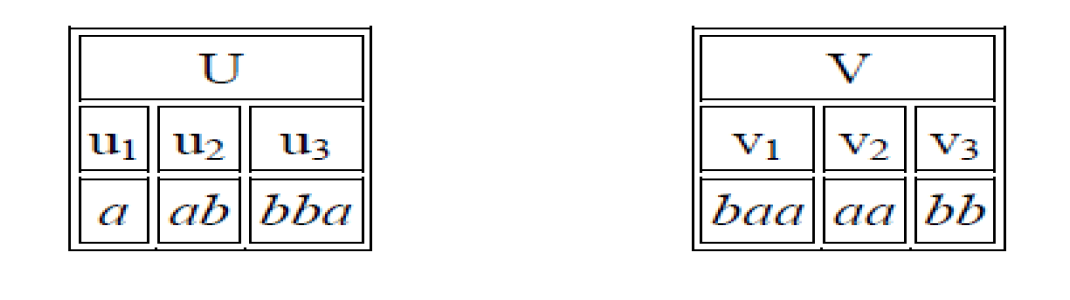 U V
u₁ u₂ u₃ v₁ v₂ v₃
a ab bba baa aa bb